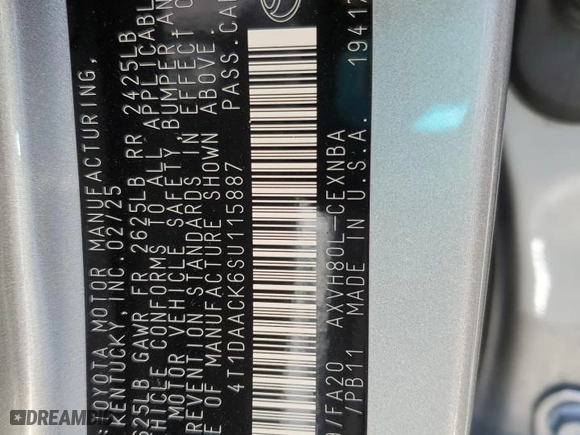 TOYOTA MOTOR MANUFACTURING,
KENTUCKY, INC. 02/25
625LB GAWR FR 2625LB RR 2425LB
HICLE CONFORMS TO ALL APPLICABL
MOTOR VEHICLE SAFETY, BUMPER AN
REVENTION STANDARDS IN EFFECT O
E OF MANUFACTURE SHOWN ABOVE.
4T1DAACK6SU115887 PASS.CA
9/FA20 AXVH80L-CEXNBA
/PB11 MADE IN U.S.A. 1941
AUTOBIDCAR